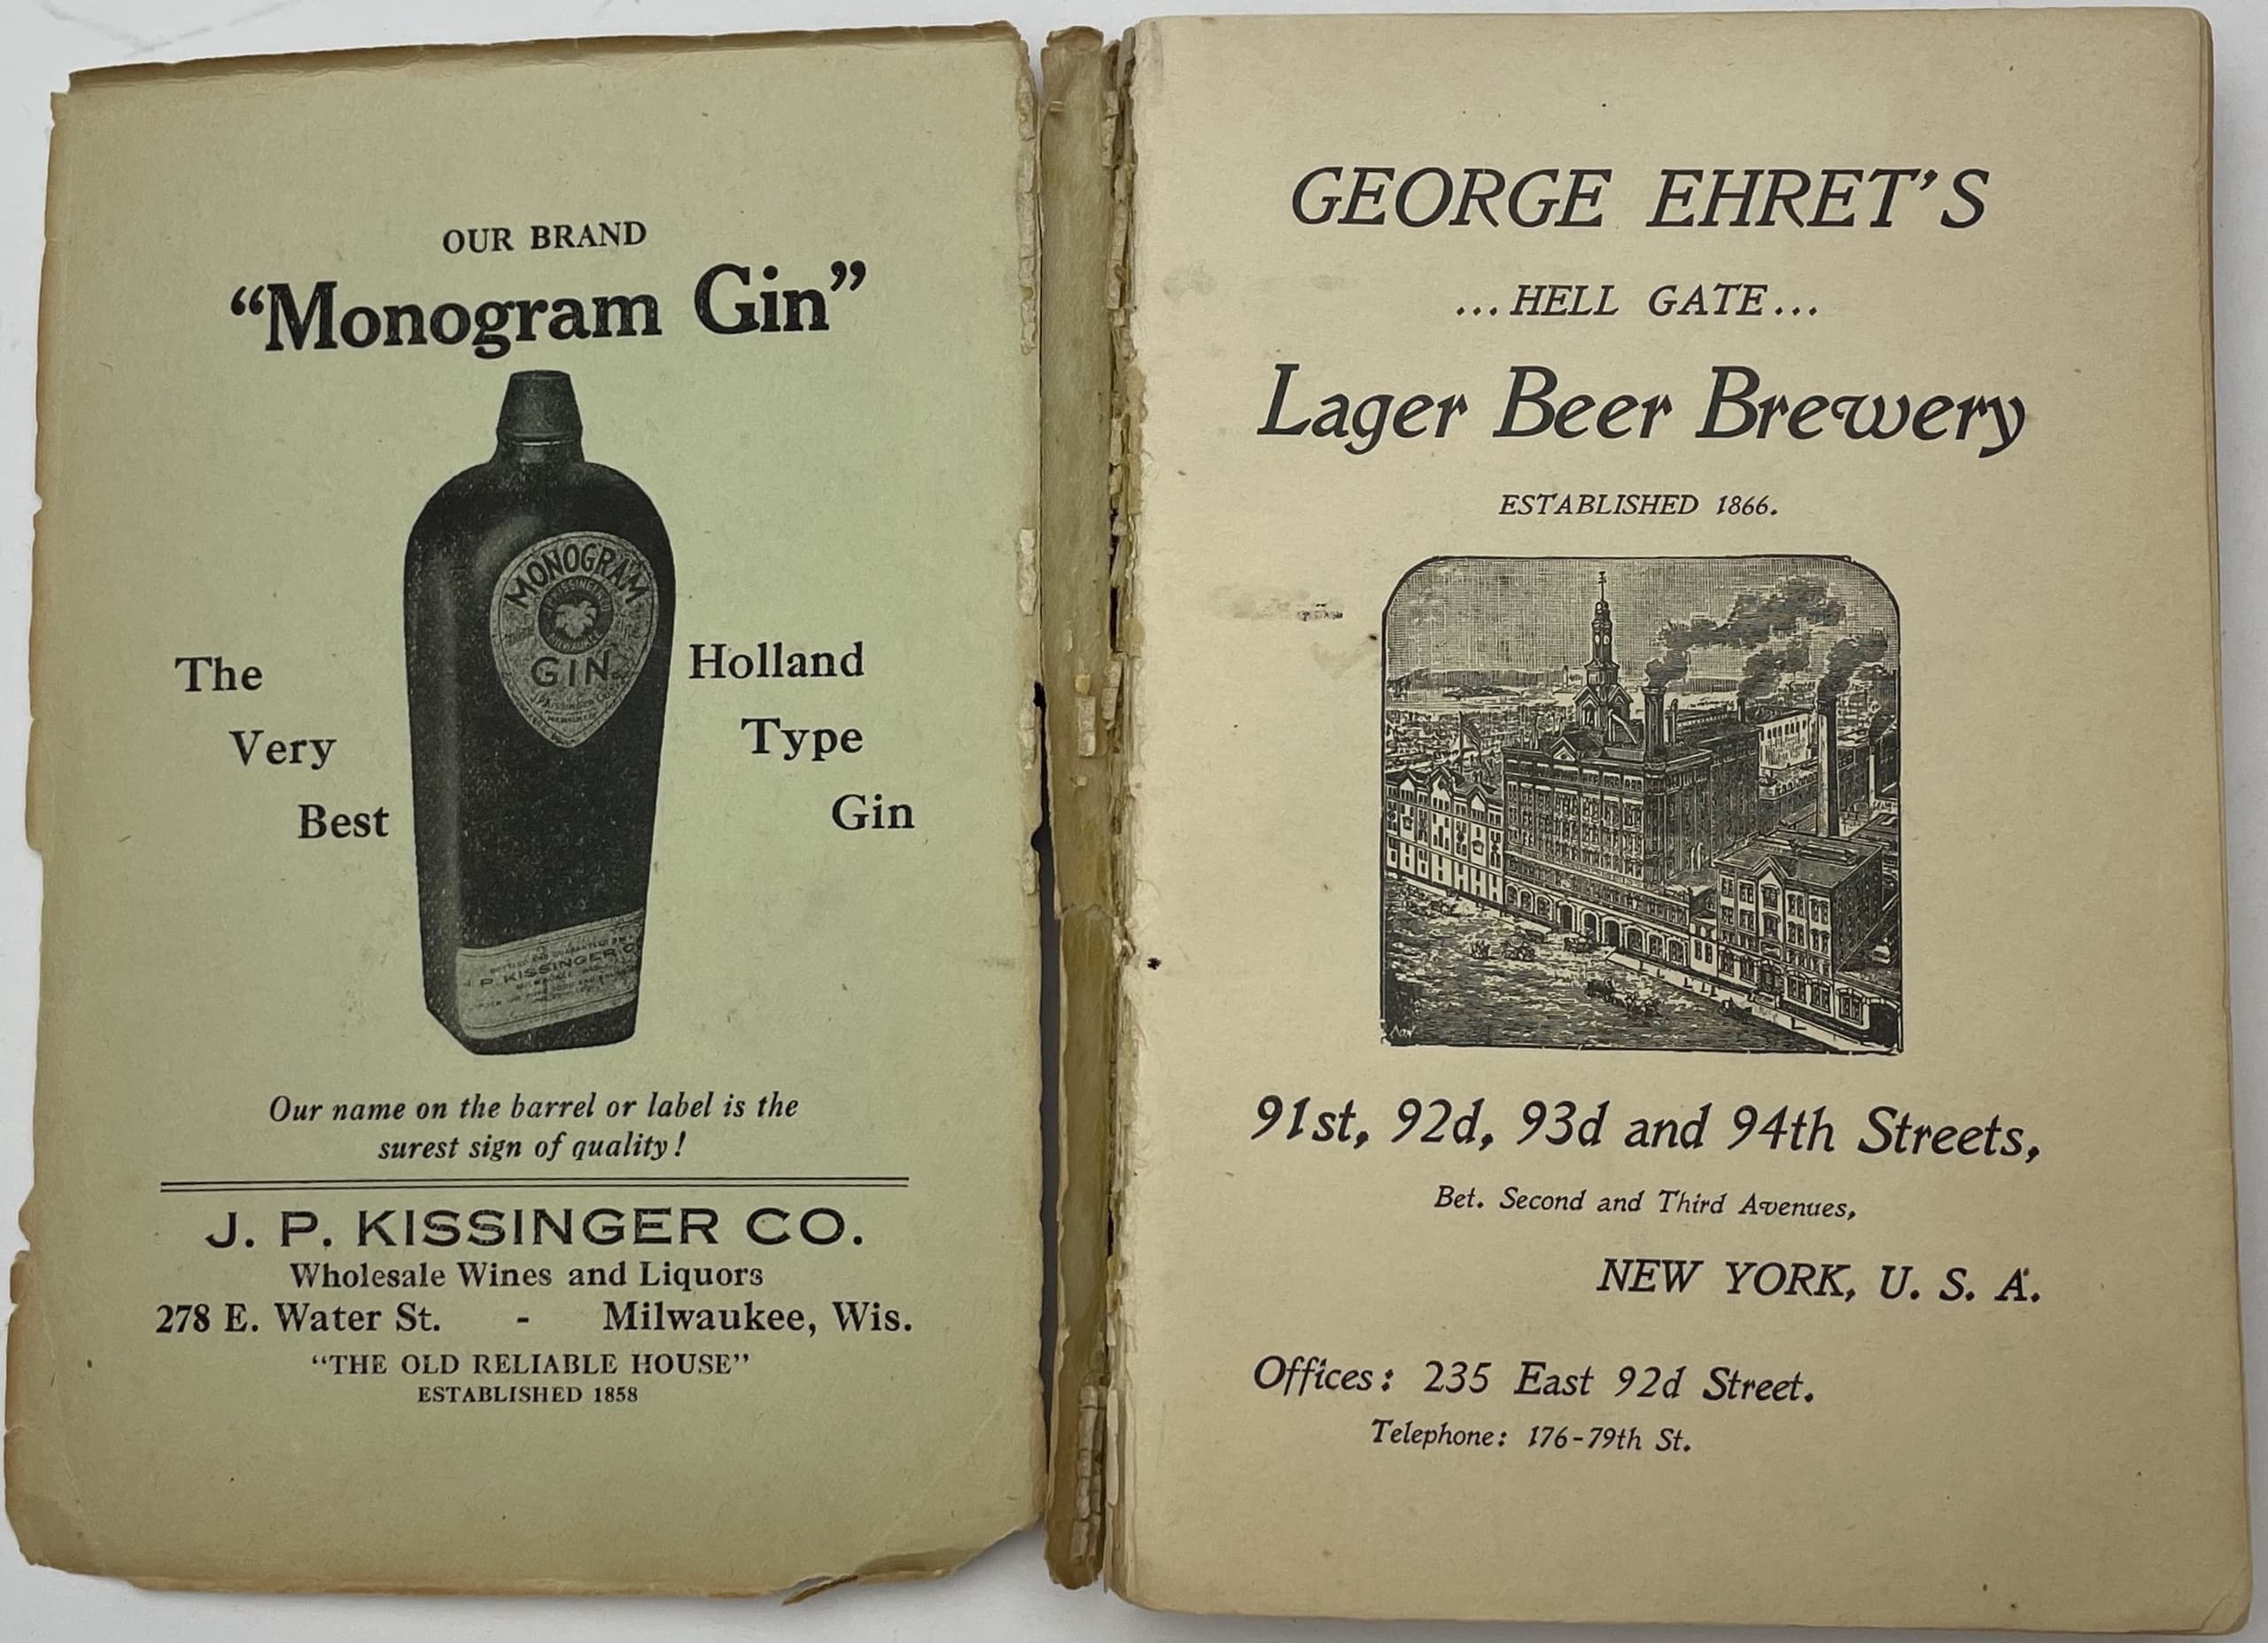 OUR BRAND
“Monogram Gin”
MONOGRAM
GIN
The
Very
Best
Holland
Type
Gin
J. P. KISSINGER CO
Our name on the barrel or label is the
surest sign of quality!
J. P. KISSINGER CO.
Wholesale Wines and Liquors
278 E. Water St. - Milwaukee, Wis.
“THE OLD RELIABLE HOUSE”
ESTABLISHED 1858
GEORGE EHRET’S
...HELL GATE...
Lager Beer Brewery
ESTABLISHED 1866.
91st, 92d, 93d and 94th Streets,
Bet. Second and Third Avenues,
NEW YORK, U. S. A.
Offices: 235 East 92d Street.
Telephone: 176-79th St.